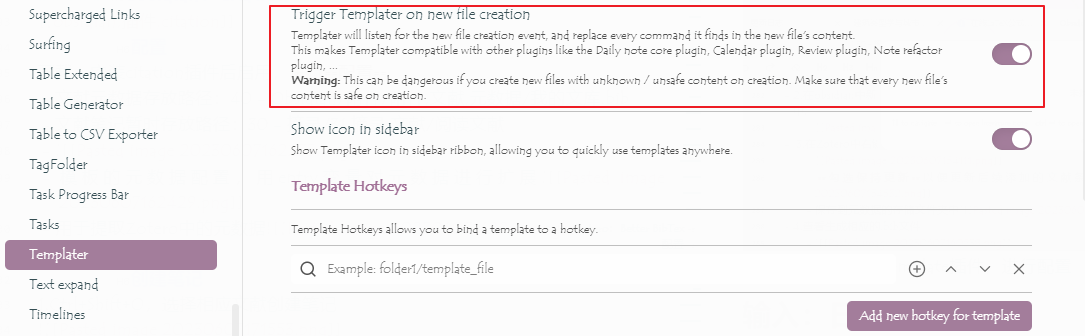 Supercharged Links
Surfing
Table Extended
Table Generator
Table to CSV Exporter
TagFolder
Task Progress Bar
Tasks
Templater
Text expand
Timelines
Trigger Templater on new file creation
Templater will listen for the new file creation event, and replace every command it finds in the new file's content.
This makes Templater compatible with other plugins like the Daily note core plugin, Calendar plugin, Review plugin, Note refactor
plugin, ...
Warning: This can be dangerous if you create new files with unknown / unsafe content on creation. Make sure that every new file's
content is safe on creation.
Show icon in sidebar
Show Templater icon in sidebar ribbon, allowing you to quickly use templates anywhere.
Template Hotkeys
Template Hotkeys allows you to bind a template to a hotkey.
Example: folder1/template_file
Add new hotkey for template